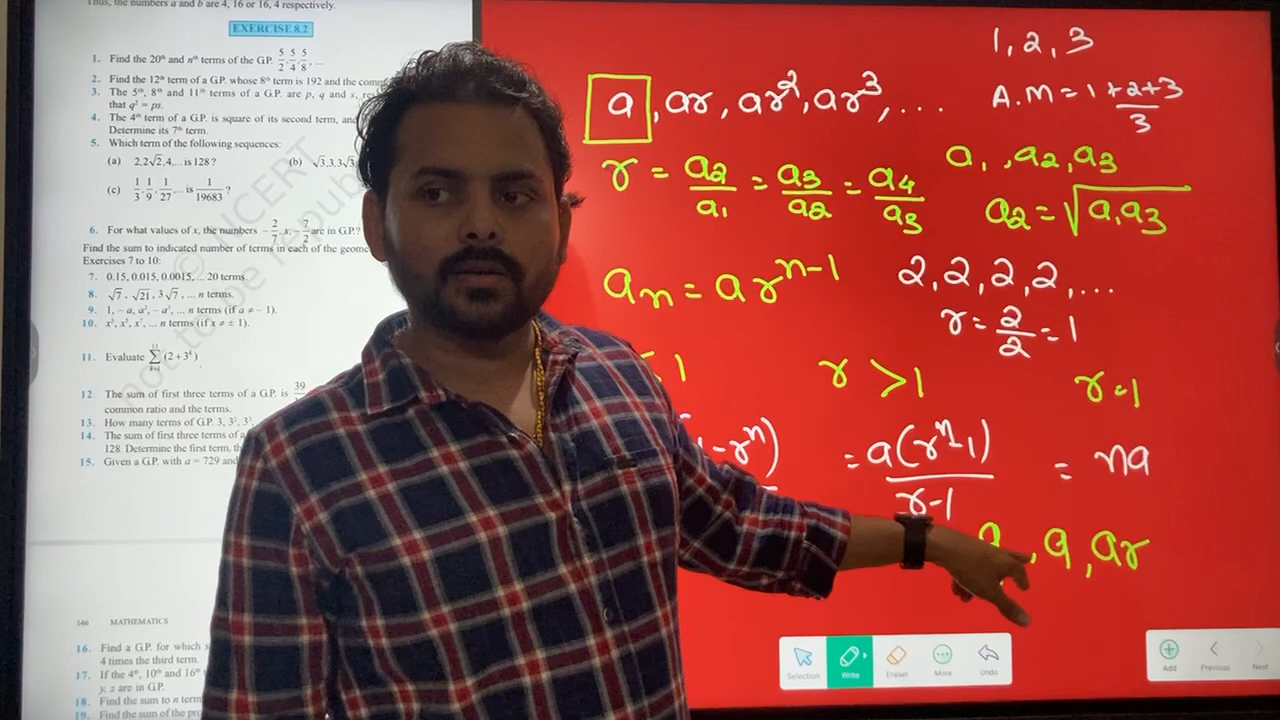 Thus, the numbers a and b are 4, 16 or 16, 4 respectively.
EXERCISE 8.2
1. Find the 20th and nth terms of the G.P. 5/2, 5/4, 5/8, ...
2. Find the 12th term of a G.P. whose 8th term is 192 and the
3. The 5th, 8th and 11th terms of a G.P. are p, q and s,
that q² = ps.
4. The 4th term of a G.P. is square of its second term, and
Determine its 7th term.
5. Which term of the following sequences:
(a) 2, 2√2, 4,... is 128?
(b) √3, 3, 3√3
(c) 1/3, 1/9, 1/27, ... is 1/19683?
6. For what values of x, the numbers -2/7, x, -7/2 are in G.P.?
Find the sum to indicated number of terms in each of the
Exercises 7 to 10:
7. 0.15, 0.015, 0.0015, ... 20 terms.
8. √7, √21, 3√7, ... n terms.
9. 1, – a, a², – a³, ... n terms (if a ≠ – 1).
10. x³, x⁵, x⁷, ... n terms (if x ≠ ± 1).
11. Evaluate Σ (2 + 3ᵏ)
12. The sum of first three terms of a G.P. is 39
common ratio and the terms.
13. How many terms of G.P. 3, 3², 3³
14. The sum of first three terms of a
128. Determine the first term,
15. Given a G.P. with a = 729 and
146 MATHEMATICS
16. Find a G.P. for which
4 times the third term.
17. If the 4th, 10th and 16th
y, z are in G.P.
18. Find the sum to n
19. Find the sum of the
© NCERT
not to be
1, 2, 3
a, ar, ar², ar³, ...
A.M = 1+2+3/3
r = a2/a1 = a3/a2 = a4/a3
a1, a2, a3
a2 = √a1 a3
an = ar^(n-1)
2, 2, 2, 2, ...
r = 2/2 = 1
1
r > 1
r = 1
-rⁿ)
= a(rⁿ-1)/r-1
= na
, a, ar
Selection Write Eraser More Undo
Add Previous Next